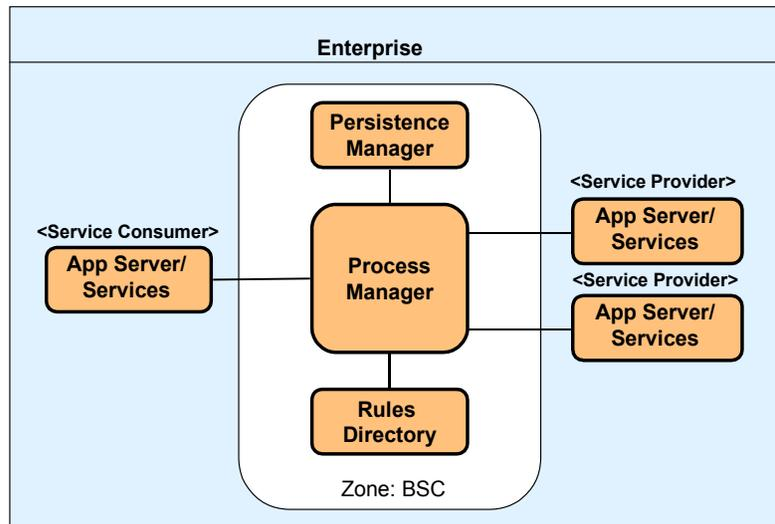 Enterprise
Persistence
Manager
<Service Consumer>
App Server/
Services
Process
Manager
<Service Provider>
App Server/
Services
<Service Provider>
App Server/
Services
Rules
Directory
Zone: BSC